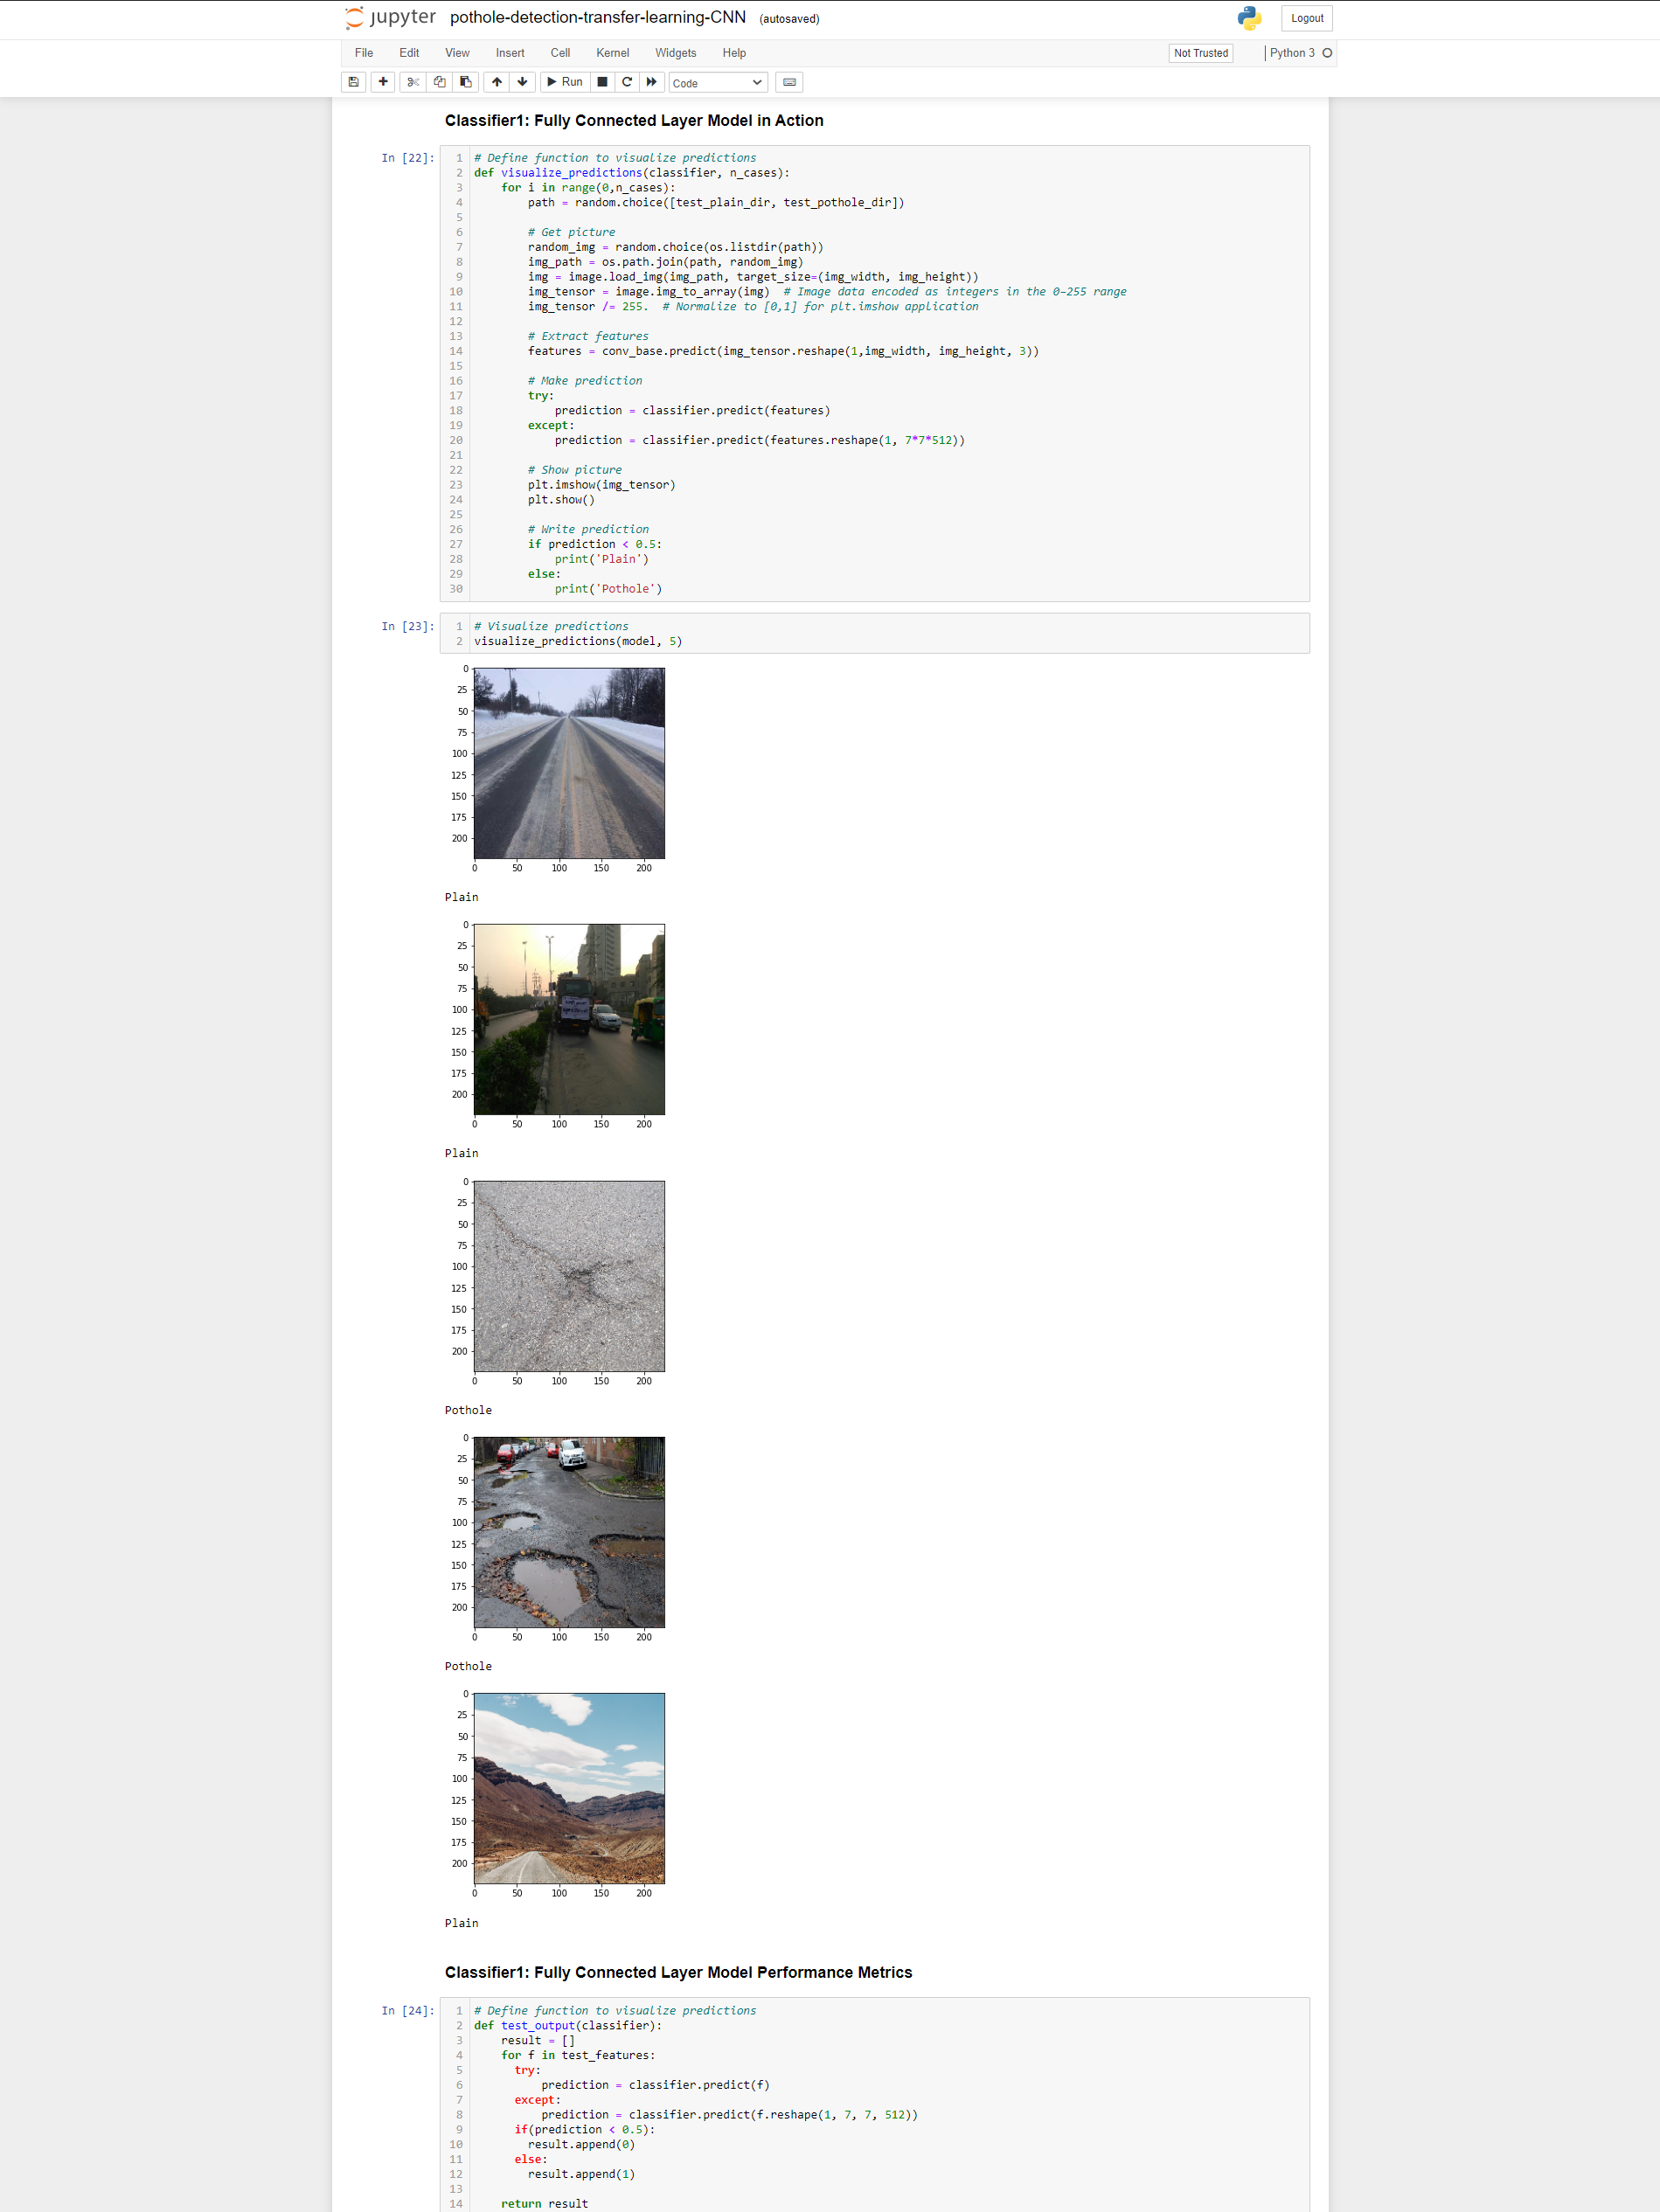 jupyter pothole-detection-transfer-learning-CNN (autosaved) Logout
File Edit View Insert Cell Kernel Widgets Help Not Trusted Python 3
Run Code
Classifier1: Fully Connected Layer Model in Action
In [22]:
1 # Define function to visualize predictions
2 def visualize_predictions(classifier, n_cases):
3     for i in range(0,n_cases):
4         path = random.choice([test_plain_dir, test_pothole_dir])
5
6         # Get picture
7         random_img = random.choice(os.listdir(path))
8         img_path = os.path.join(path, random_img)
9         img = image.load_img(img_path, target_size=(img_width, img_height))
10         img_tensor = image.img_to_array(img)  # Image data encoded as integers in the 0–255 range
11         img_tensor /= 255.  # Normalize to [0,1] for plt.imshow application
12
13         # Extract features
14         features = conv_base.predict(img_tensor.reshape(1,img_width, img_height, 3))
15
16         # Make prediction
17         try:
18             prediction = classifier.predict(features)
19         except:
20             prediction = classifier.predict(features.reshape(1, 7*7*512))
21
22         # Show picture
23         plt.imshow(img_tensor)
24         plt.show()
25
26         # Write prediction
27         if prediction < 0.5:
28             print('Plain')
29         else:
30             print('Pothole')
In [23]:
1 # Visualize predictions
2 visualize_predictions(model, 5)
0
25
50
75
100
125
150
175
200
0 50 100 150 200
Plain
0
25
50
75
100
125
150
175
200
0 50 100 150 200
Plain
0
25
50
75
100
125
150
175
200
0 50 100 150 200
Pothole
0
25
50
75
100
125
150
175
200
0 50 100 150 200
Pothole
0
25
50
75
100
125
150
175
200
0 50 100 150 200
Plain
Classifier1: Fully Connected Layer Model Performance Metrics
In [24]:
1 # Define function to visualize predictions
2 def test_output(classifier):
3     result = []
4     for f in test_features:
5       try:
6           prediction = classifier.predict(f)
7       except:
8           prediction = classifier.predict(f.reshape(1, 7, 7, 512))
9       if(prediction < 0.5):
10         result.append(0)
11       else:
12         result.append(1)
13
14     return result